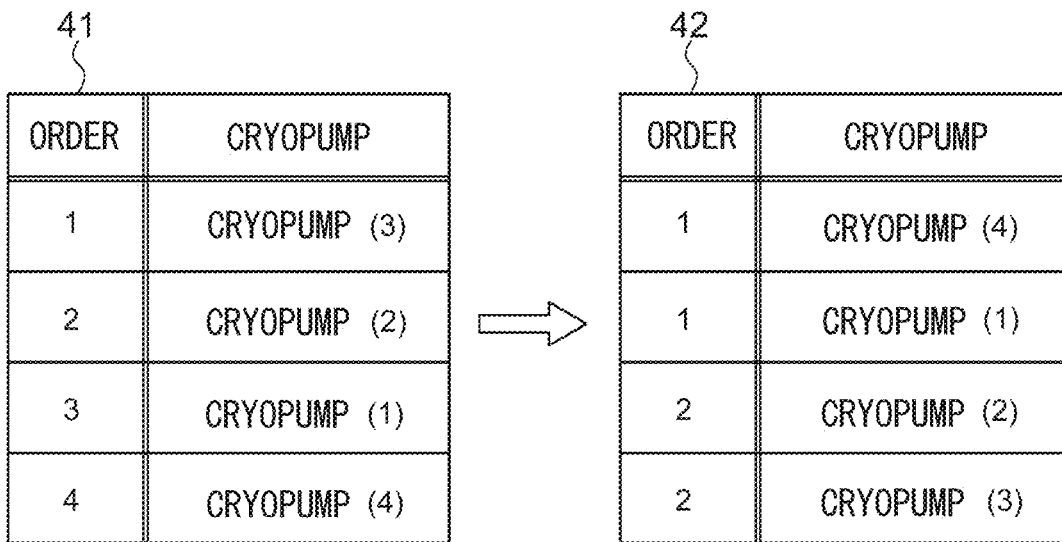 41
ORDER CRYOPUMP
1 CRYOPUMP (3)
2 CRYOPUMP (2)
3 CRYOPUMP (1)
4 CRYOPUMP (4)
42
ORDER CRYOPUMP
1 CRYOPUMP (4)
1 CRYOPUMP (1)
2 CRYOPUMP (2)
2 CRYOPUMP (3)